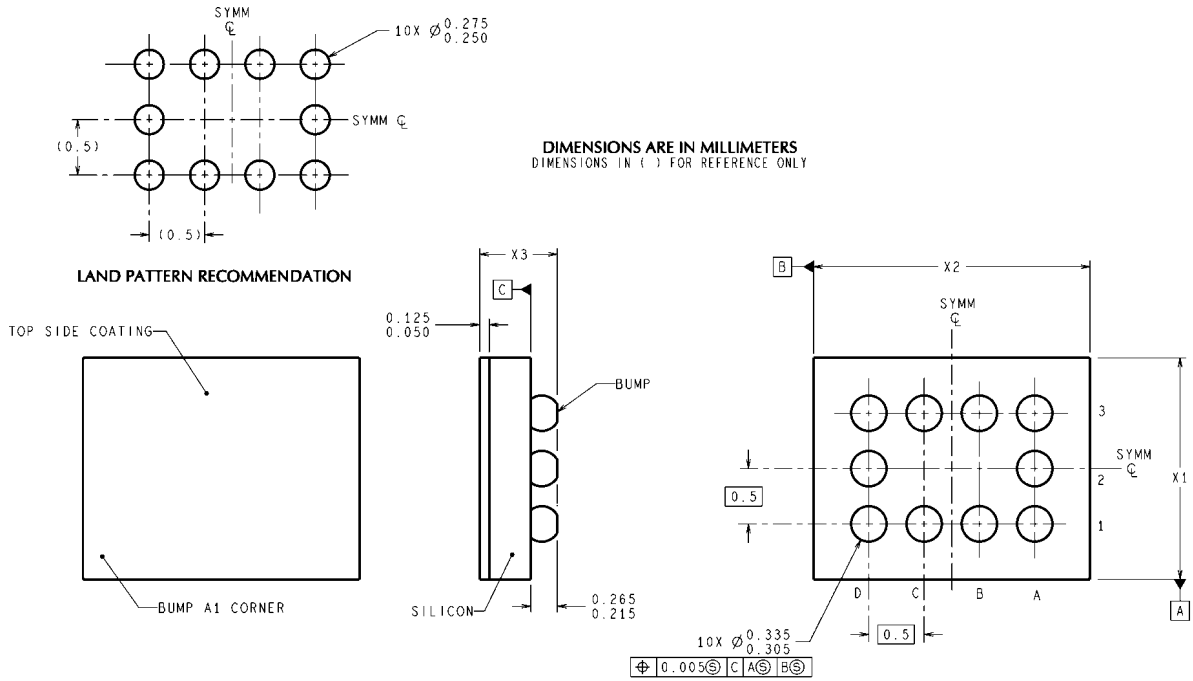 SYMM
℄
10X Ø 0.275
0.250
SYMM ℄
(0.5)
(0.5)
LAND PATTERN RECOMMENDATION
DIMENSIONS ARE IN MILLIMETERS
DIMENSIONS IN ( ) FOR REFERENCE ONLY
TOP SIDE COATING
BUMP A1 CORNER
X3
C
0.125
0.050
BUMP
SILICON
0.265
0.215
B
X2
SYMM
℄
3
SYMM
℄
2
X1
0.5
1
D C B A
A
0.5
10X Ø 0.335
0.305
⌖ 0.005Ⓢ C AⓈ BⓈ